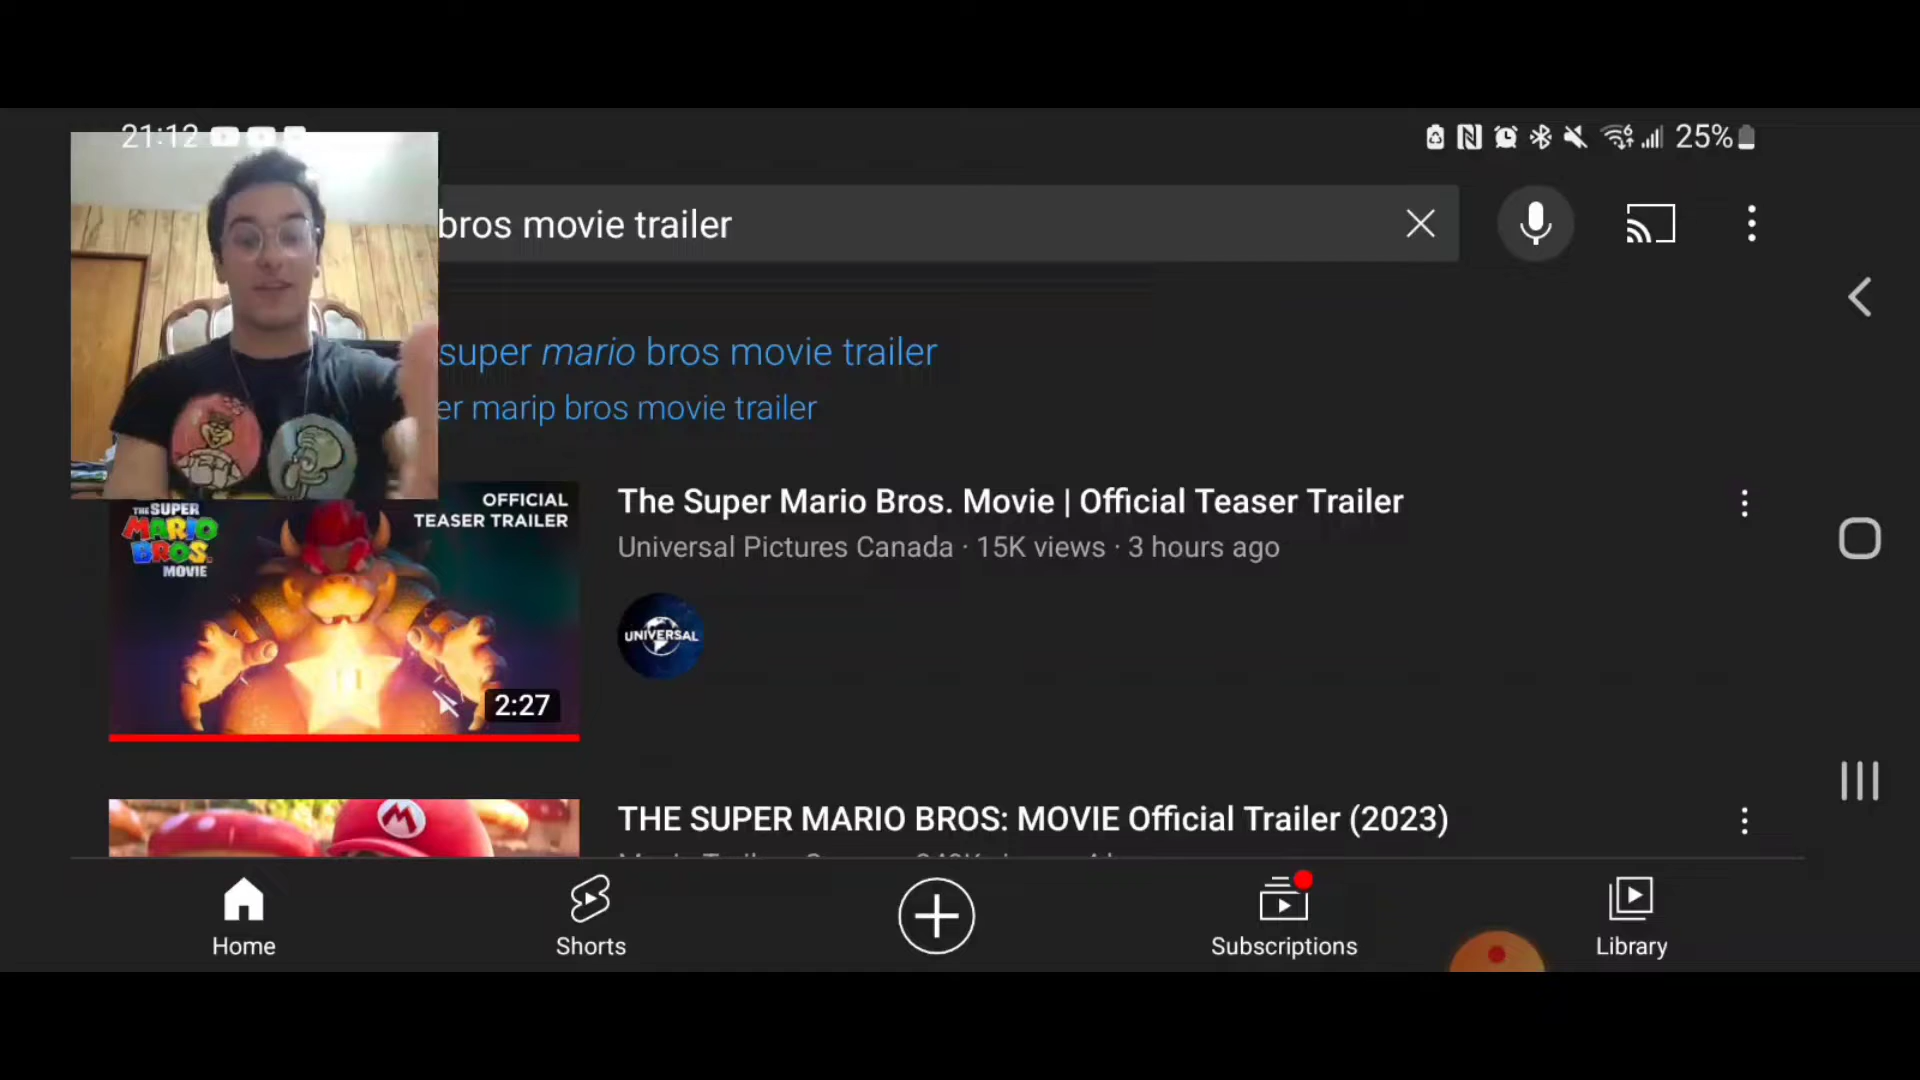 21:12
25%
bros movie trailer
super mario bros movie trailer
er marip bros movie trailer
OFFICIAL
TEASER TRAILER
THE SUPER
MARIO
BROS.
MOVIE
2:27
The Super Mario Bros. Movie | Official Teaser Trailer
Universal Pictures Canada · 15K views · 3 hours ago
UNIVERSAL
M
THE SUPER MARIO BROS: MOVIE Official Trailer (2023)
Home
Shorts
Subscriptions
Library